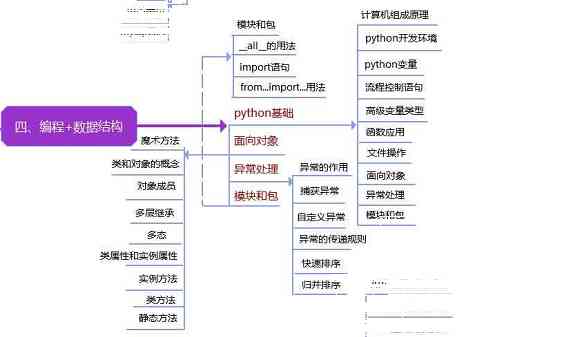 模块和包
__all__的用法
import语句
from...import...用法
计算机组成原理
python开发环境
python变量
流程控制语句
高级变量类型
函数应用
文件操作
面向对象
异常处理
模块和包
四、编程+数据结构
python基础
面向对象
异常处理
模块和包
魔术方法
类和对象的概念
对象成员
多层继承
多态
类属性和实例属性
实例方法
类方法
静态方法
异常的作用
捕获异常
自定义异常
异常的传递规则
快速排序
归并排序